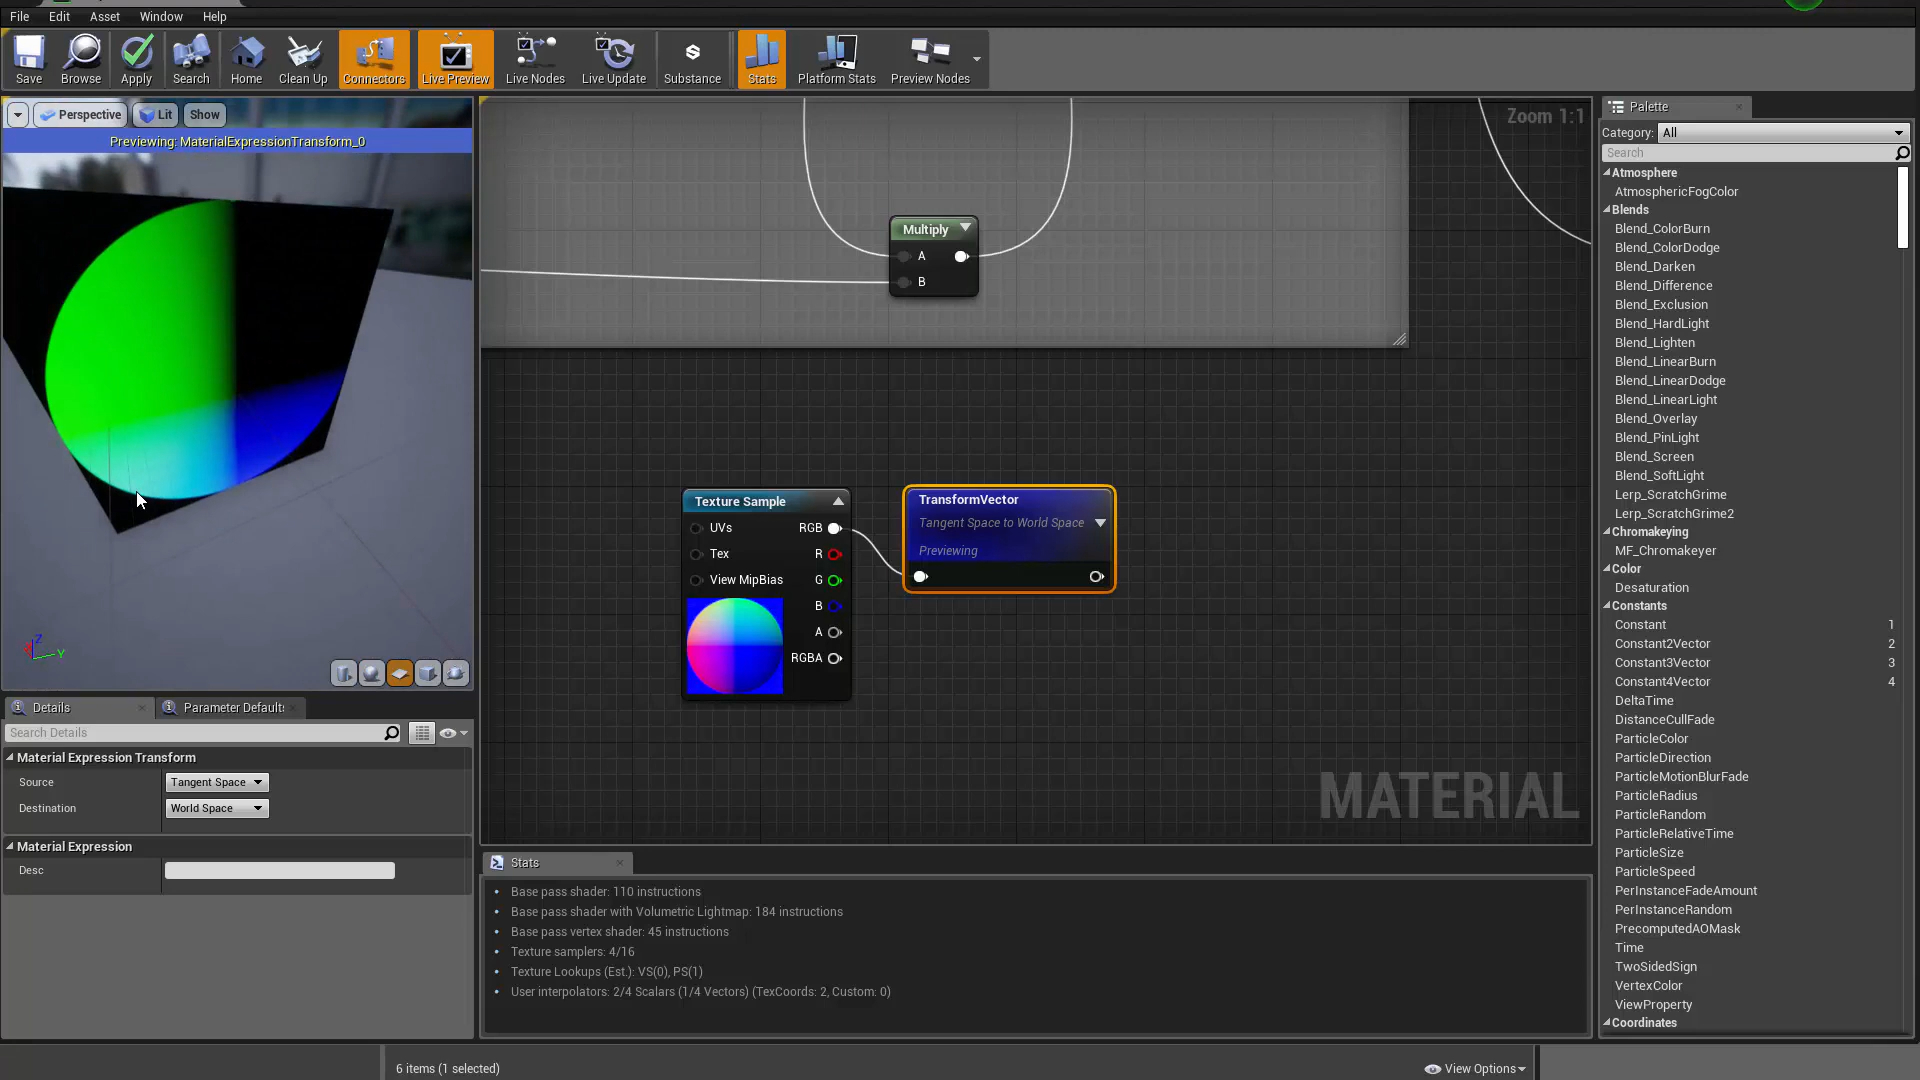 File Edit Asset Window Help
Save Browse Apply Search Home Clean Up Connectors Live Preview Live Nodes Live Update Substance Stats Platform Stats Preview Nodes
Perspective Lit Show
Previewing: MaterialExpressionTransform_0
Z
Y
Details Parameter Defaults
Search Details
Material Expression Transform
Source Tangent Space
Destination World Space
Material Expression
Desc
Zoom 1:1
Multiply
A
B
Texture Sample
UVs RGB
Tex R
View MipBias G
B
A
RGBA
TransformVector
Tangent Space to World Space
Previewing
MATERIAL
Stats
Base pass shader: 110 instructions
Base pass shader with Volumetric Lightmap: 184 instructions
Base pass vertex shader: 45 instructions
Texture samplers: 4/16
Texture Lookups (Est.): VS(0), PS(1)
User interpolators: 2/4 Scalars (1/4 Vectors) (TexCoords: 2, Custom: 0)
Palette
Category: All
Search
Atmosphere
AtmosphericFogColor
Blends
Blend_ColorBurn
Blend_ColorDodge
Blend_Darken
Blend_Difference
Blend_Exclusion
Blend_HardLight
Blend_Lighten
Blend_LinearBurn
Blend_LinearDodge
Blend_LinearLight
Blend_Overlay
Blend_PinLight
Blend_Screen
Blend_SoftLight
Lerp_ScratchGrime
Lerp_ScratchGrime2
Chromakeying
MF_Chromakeyer
Color
Desaturation
Constants
Constant 1
Constant2Vector 2
Constant3Vector 3
Constant4Vector 4
DeltaTime
DistanceCullFade
ParticleColor
ParticleDirection
ParticleMotionBlurFade
ParticleRadius
ParticleRandom
ParticleRelativeTime
ParticleSize
ParticleSpeed
PerInstanceFadeAmount
PerInstanceRandom
PrecomputedAOMask
Time
TwoSidedSign
VertexColor
ViewProperty
Coordinates
6 items (1 selected)
View Options